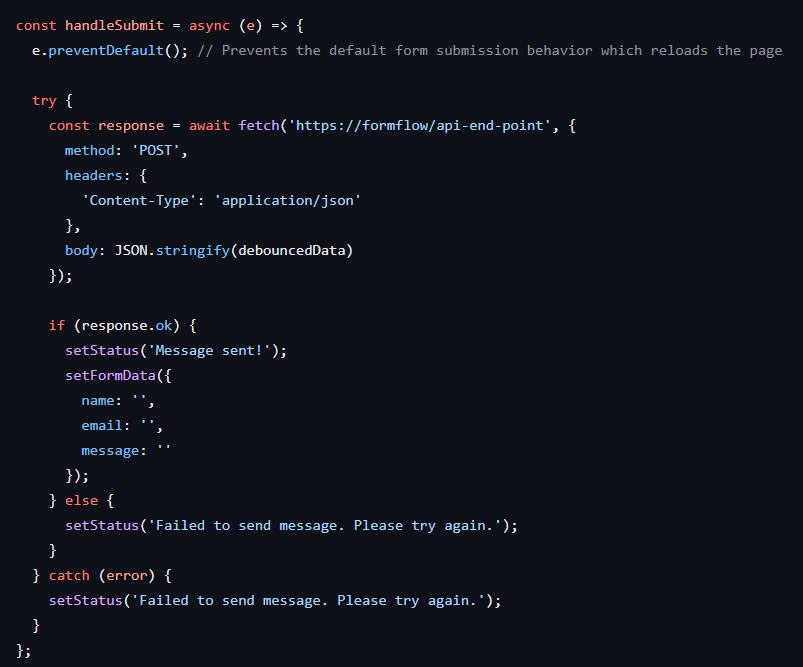 const handleSubmit = async (e) => {
  e.preventDefault(); // Prevents the default form submission behavior which reloads the page

  try {
    const response = await fetch('https://formflow/api-end-point', {
      method: 'POST',
      headers: {
        'Content-Type': 'application/json'
      },
      body: JSON.stringify(debouncedData)
    });

    if (response.ok) {
      setStatus('Message sent!');
      setFormData({
        name: '',
        email: '',
        message: ''
      });
    } else {
      setStatus('Failed to send message. Please try again.');
    }
  } catch (error) {
    setStatus('Failed to send message. Please try again.');
  }
};